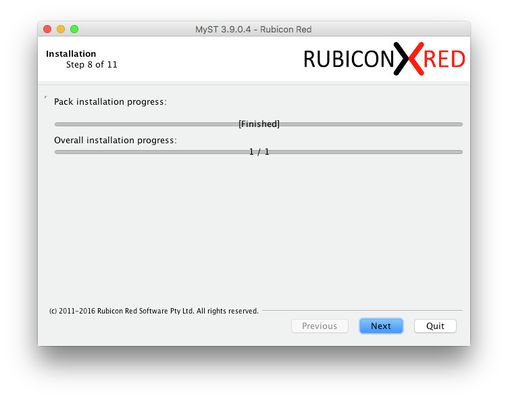 MyST 3.9.0.4 - Rubicon Red
Installation
Step 8 of 11
RUBICON RED
Pack installation progress:
[Finished]
Overall installation progress:
1 / 1
(c) 2011-2016 Rubicon Red Software Pty Ltd. All rights reserved.
Previous Next Quit